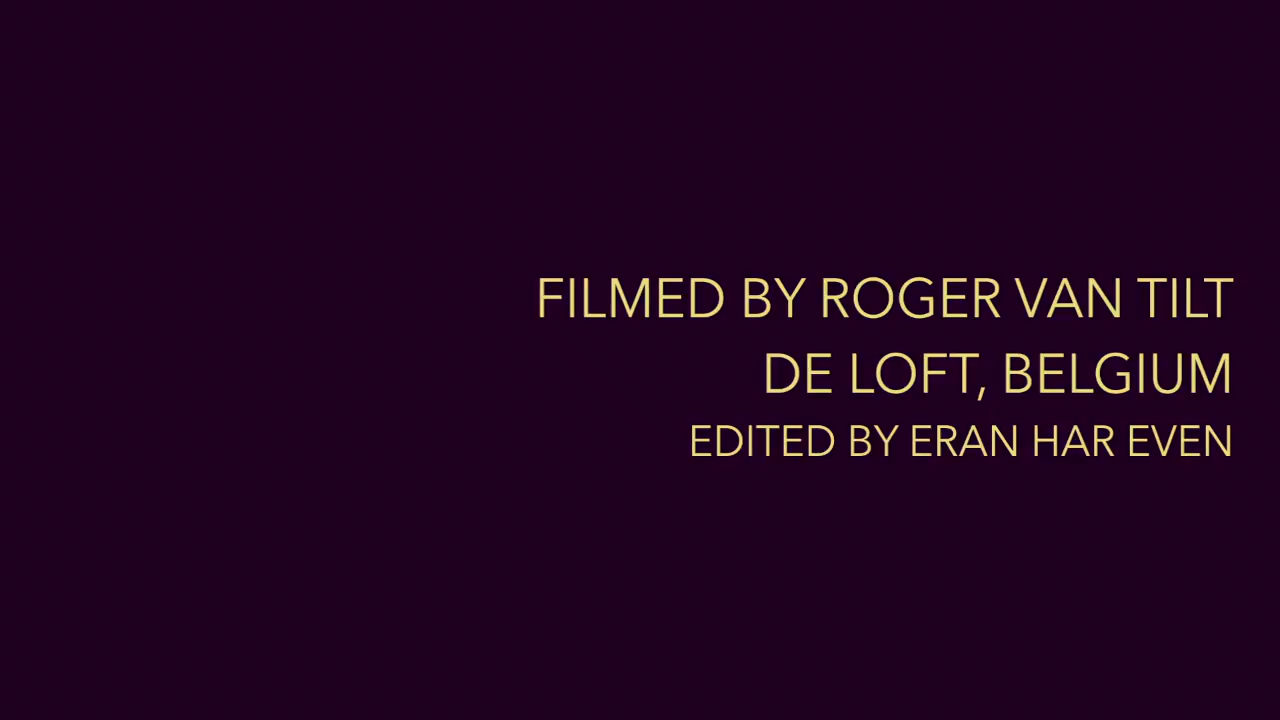 FILMED BY ROGER VAN TILT
DE LOFT, BELGIUM
EDITED BY ERAN HAR EVEN